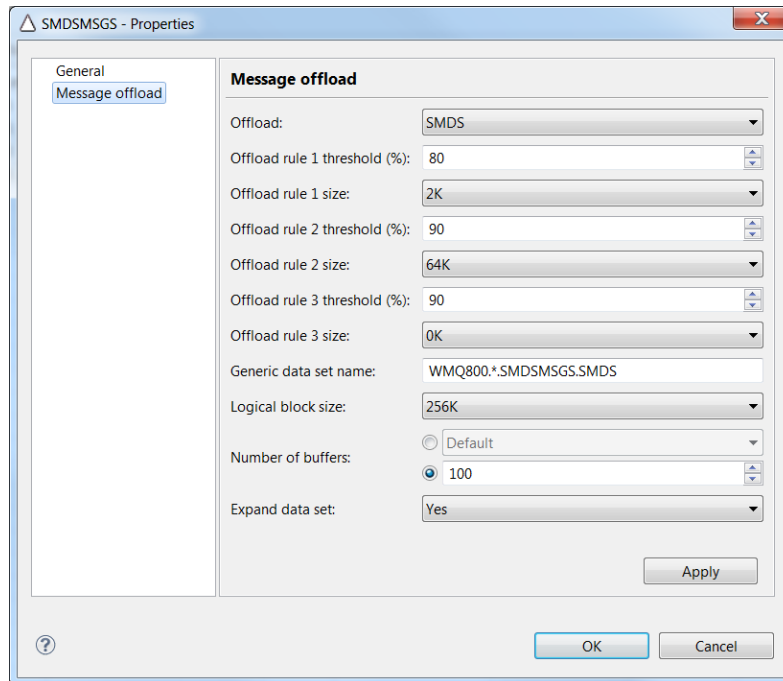 SMDSMSGS - Properties
General
Message offload
Message offload
Offload: SMDS
Offload rule 1 threshold (%): 80
Offload rule 1 size: 2K
Offload rule 2 threshold (%): 90
Offload rule 2 size: 64K
Offload rule 3 threshold (%): 90
Offload rule 3 size: 0K
Generic data set name: WMQ800.*.SMDSMSGS.SMDS
Logical block size: 256K
Number of buffers:
Default
100
Expand data set: Yes
Apply
? OK Cancel